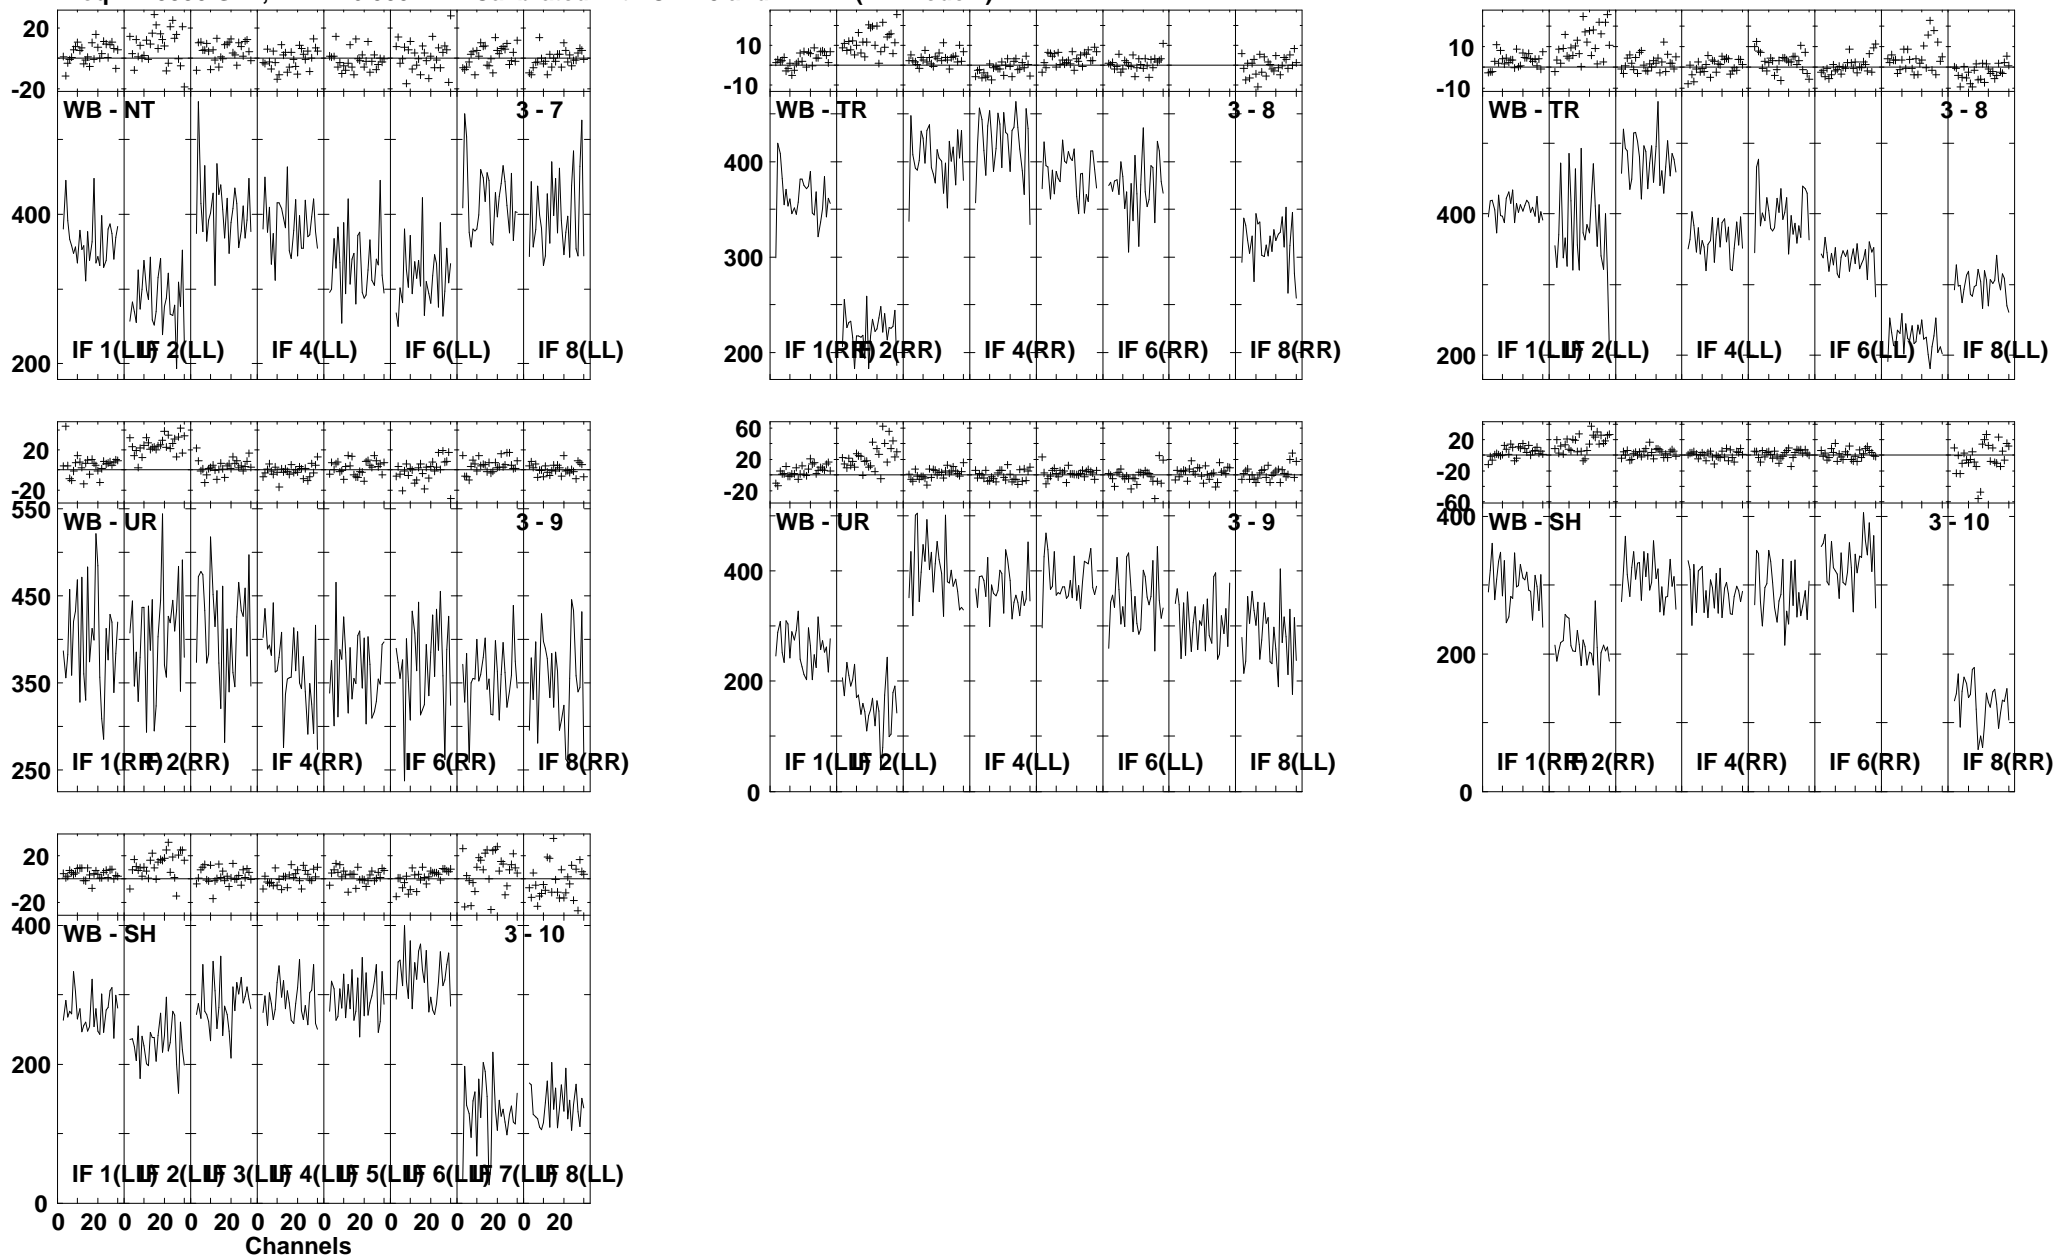 20
-20
WB - NT
3 - 7
400
200
IF 1(LL) IF 2(LL) IF 4(LL) IF 6(LL) IF 8(LL)
10
-10
WB - TR
3 - 8
400
300
200
IF 1(RR) IF 2(RR) IF 4(RR) IF 6(RR) IF 8(RR)
10
-10
WB - TR
3 - 8
400
200
IF 1(LL) IF 2(LL) IF 4(LL) IF 6(LL) IF 8(LL)
20
-20
550
WB - UR
3 - 9
450
350
250
IF 1(RR) IF 2(RR) IF 4(RR) IF 6(RR) IF 8(RR)
60
20
-20
WB - UR
3 - 9
400
200
0
IF 1(LL) IF 2(LL) IF 4(LL) IF 6(LL) IF 8(LL)
20
-20
-60
400
WB - SH
3 - 10
200
0
IF 1(RR) IF 2(RR) IF 4(RR) IF 6(RR) IF 8(RR)
20
-20
400
WB - SH
3 - 10
200
0
IF 1(LL) IF 2(LL) IF 3(LL) IF 4(LL) IF 5(LL) IF 6(LL) IF 7(LL) IF 8(LL)
0 20 0 20 0 20 0 20 0 20 0 20 0 20 0 20
Channels